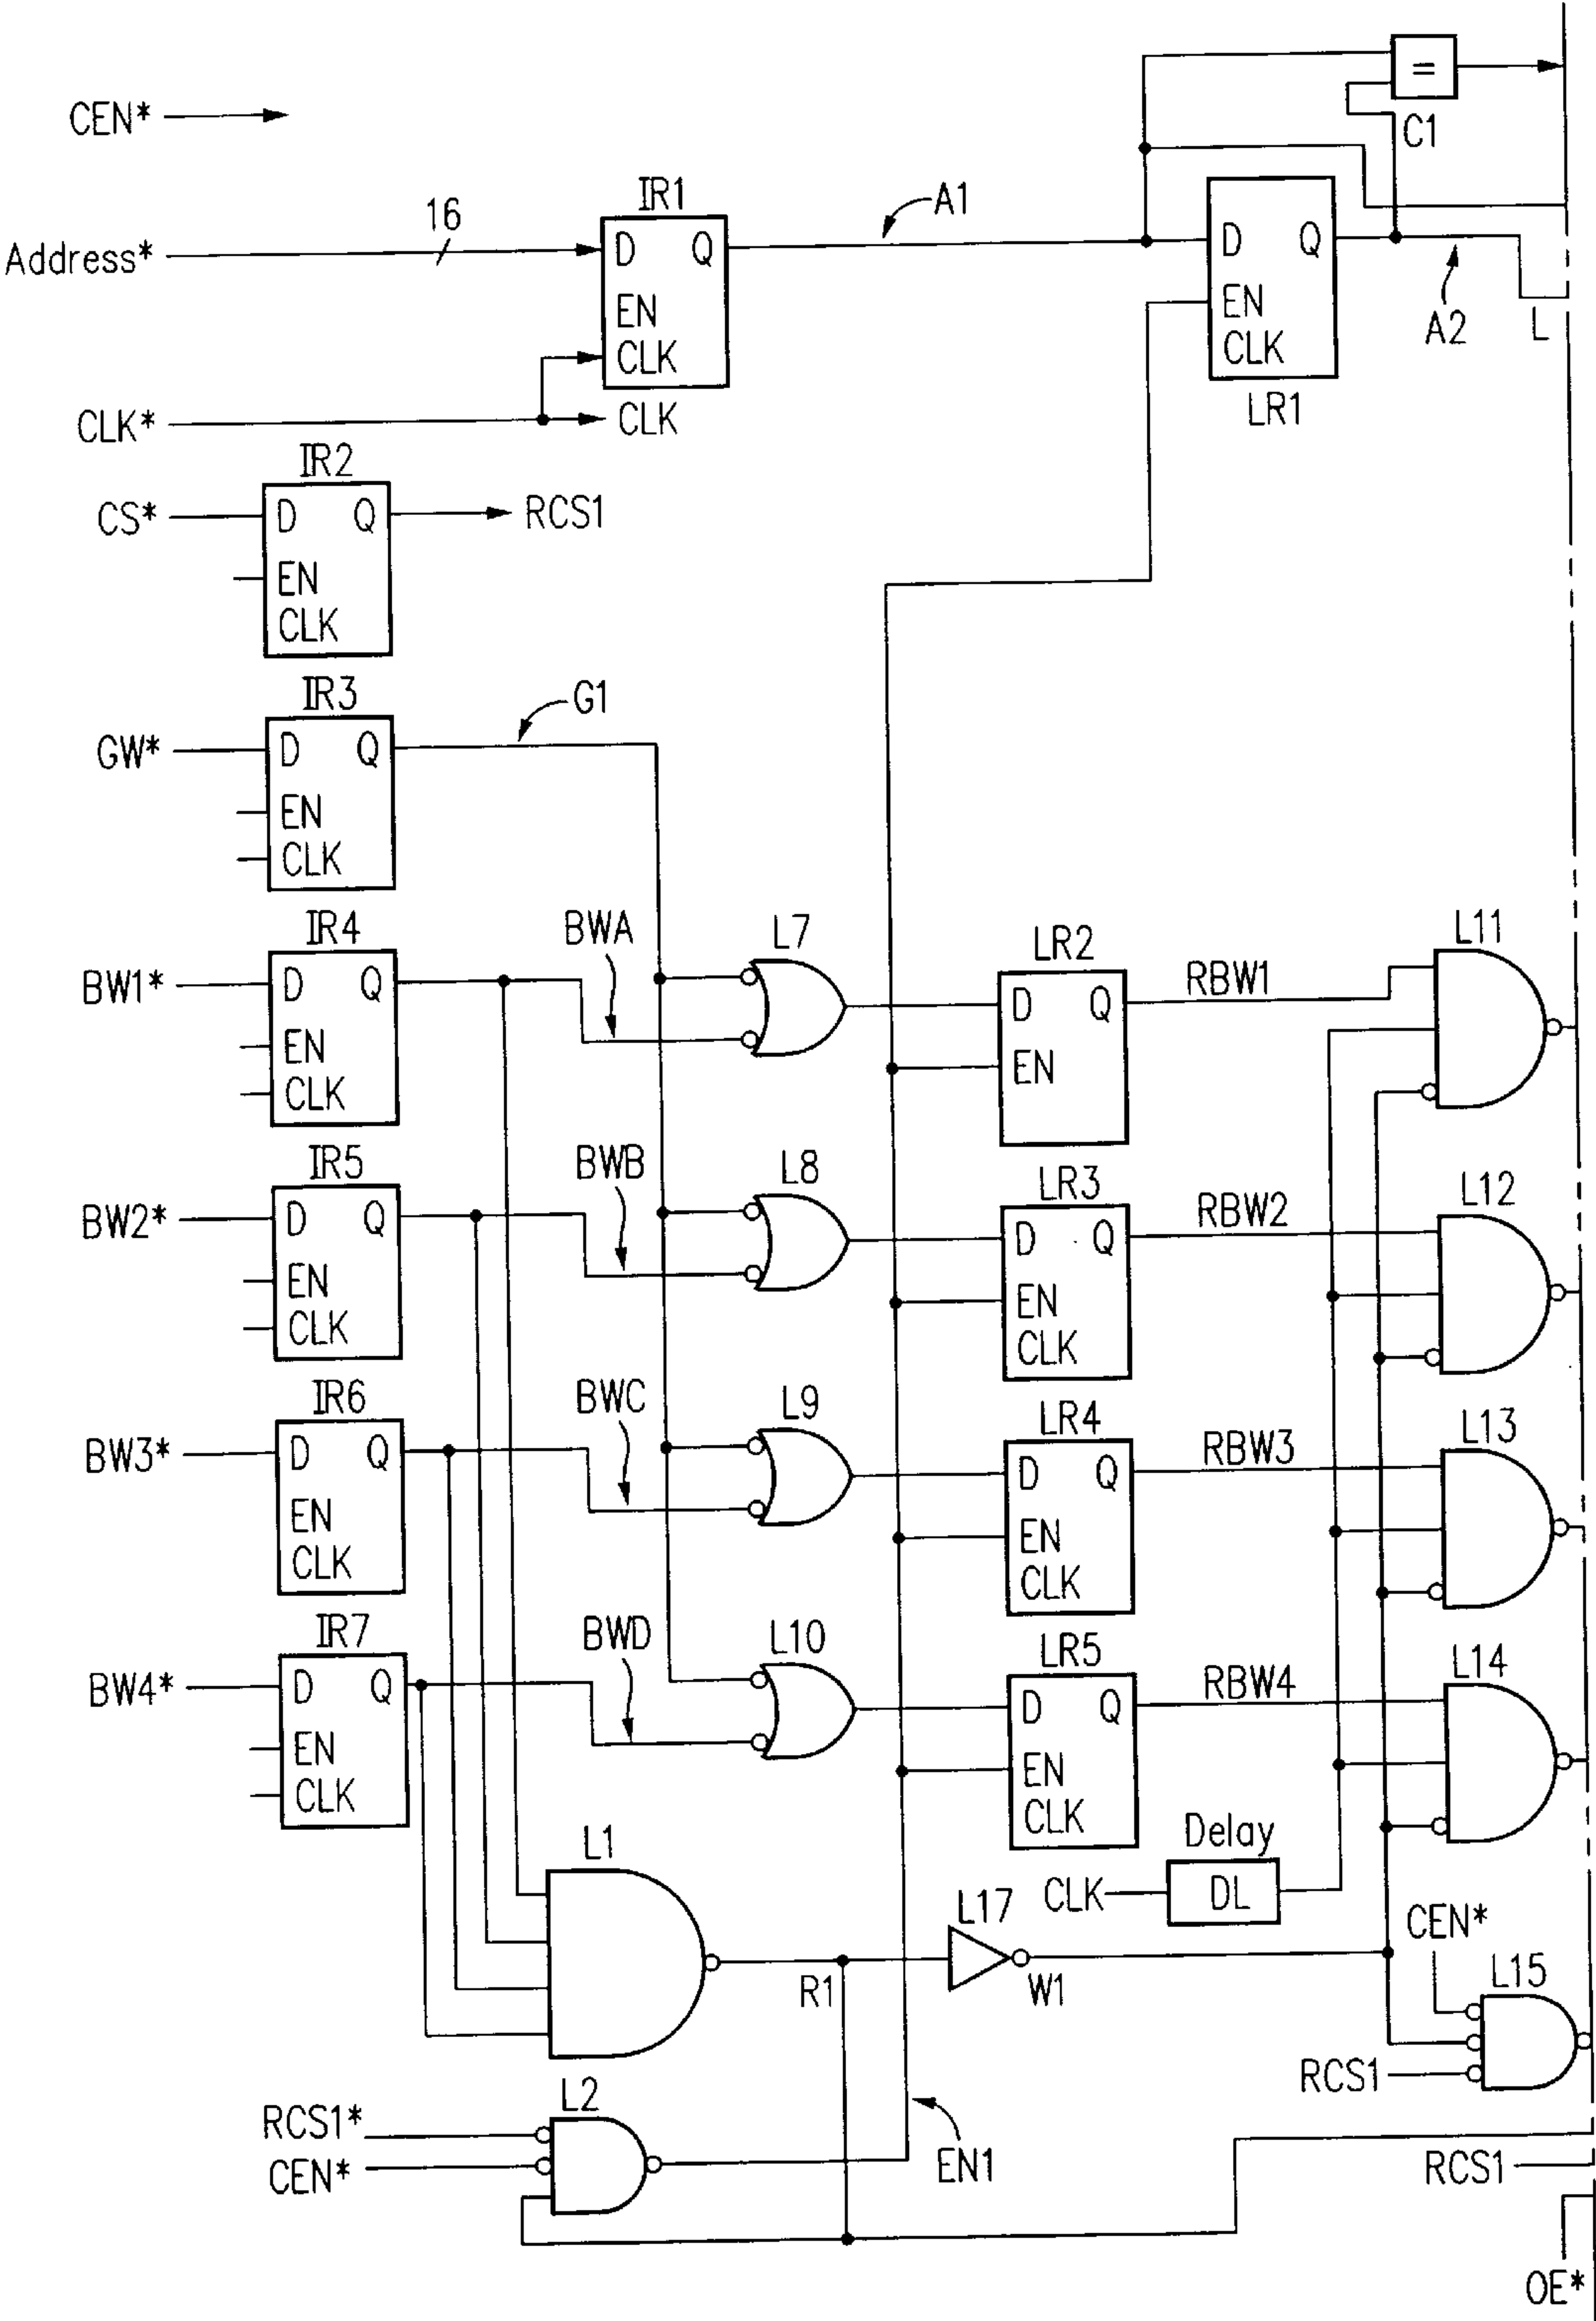 =
C1
CEN*
Address*
16
IR1
D Q
EN
CLK
A1
D Q
EN
CLK
LR1
A2
L
CLK*
CLK
IR2
CS*
D Q
EN
CLK
RCS1
IR3
GW*
D Q
EN
CLK
G1
IR4
BW1*
D Q
EN
CLK
BWA
L7
LR2
D Q
EN
RBW1
L11
IR5
BW2*
D Q
EN
CLK
BWB
L8
LR3
D Q
EN
CLK
RBW2
L12
IR6
BW3*
D Q
EN
CLK
BWC
L9
LR4
D Q
EN
CLK
RBW3
L13
IR7
BW4*
D Q
EN
CLK
BWD
L10
LR5
D Q
EN
CLK
RBW4
L14
L1
R1
L17
W1
Delay
CLK
DL
CEN*
L15
RCS1
L2
RCS1*
CEN*
EN1
RCS1
OE*